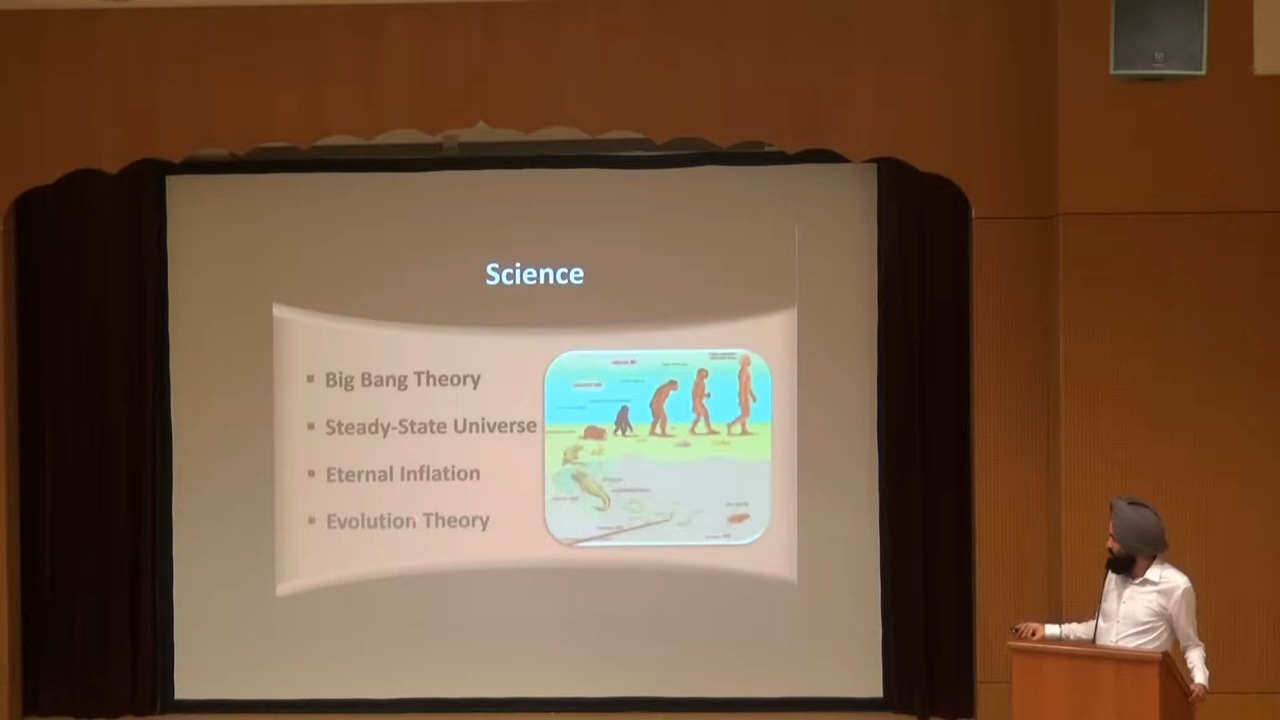 Science
▪ Big Bang Theory
▪ Steady-State Universe
▪ Eternal Inflation
▪ Evolution Theory